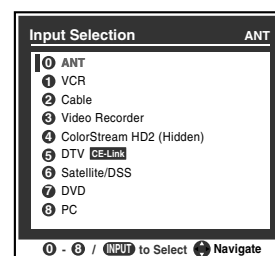 Input Selection ANT
0 ANT
1 VCR
2 Cable
3 Video Recorder
4 ColorStream HD2 (Hidden)
5 DTV CE-Link
6 Satellite/DSS
7 DVD
8 PC
0 - 8 / INPUT to Select Navigate